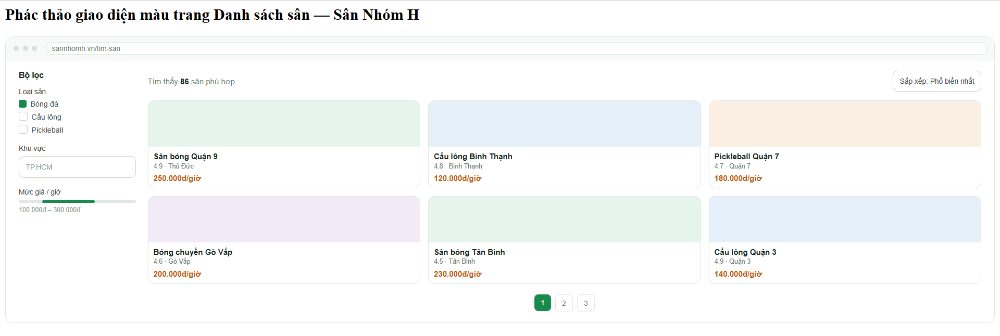 Phác thảo giao diện màu trang Danh sách sân — Sân Nhóm H
sannhomh.vn/tim-san
Bộ lọc
Loại sân
Bóng đá
Cầu lông
Pickleball
Khu vực
TP.HCM
Mức giá / giờ
100.000đ – 300.000đ
Tìm thấy 86 sân phù hợp
Sắp xếp: Phổ biến nhất
Sân bóng Quận 9
4.9 · Thủ Đức
250.000đ/giờ
Cầu lông Bình Thạnh
4.8 · Bình Thạnh
120.000đ/giờ
Pickleball Quận 7
4.7 · Quận 7
180.000đ/giờ
Bóng chuyền Gò Vấp
4.6 · Gò Vấp
200.000đ/giờ
Sân bóng Tân Bình
4.5 · Tân Bình
230.000đ/giờ
Cầu lông Quận 3
4.9 · Quận 3
140.000đ/giờ
1 2 3